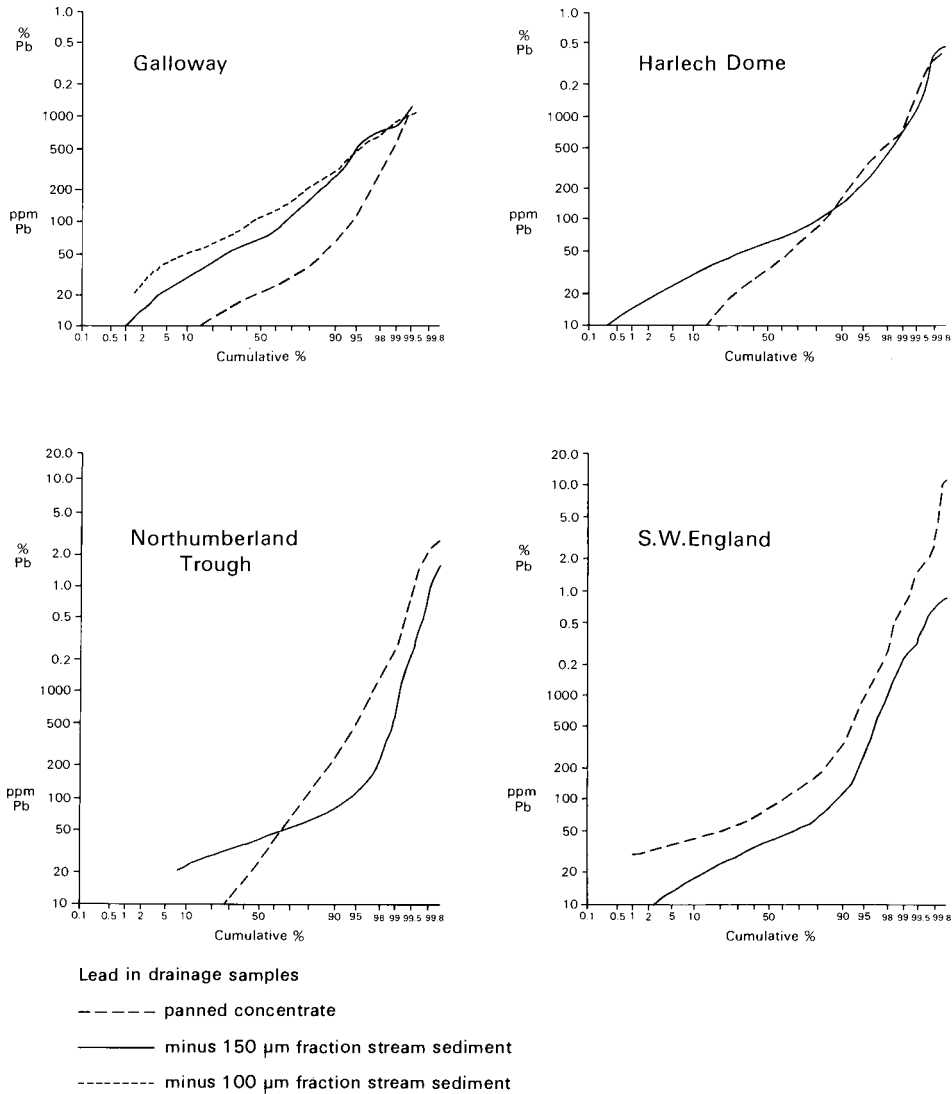 Galloway
%
Pb
1.0
0.5
0.2
1000
500
200
ppm
Pb
100
50
20
10
0.1 0.5 1 2 5 10 50 90 95 98 99 99.5 99.8
Cumulative %
Harlech Dome
%
Pb
1.0
0.5
0.2
1000
500
200
ppm
Pb
100
50
20
10
0.1 0.5 1 2 5 10 50 90 95 98 99 99.5 99.8
Cumulative %
Northumberland
Trough
20.0
10.0
5.0
%
Pb
2.0
1.0
0.5
0.2
1000
500
200
ppm
Pb
100
50
20
10
0.1 0.5 1 2 5 10 50 90 95 98 99 99.5 99.8
Cumulative %
S.W.England
20.0
10.0
5.0
%
Pb
2.0
1.0
0.5
0.2
1000
500
200
ppm
Pb
100
50
20
10
0.1 0.5 1 2 5 10 50 90 95 98 99 99.5 99 8
Cumulative %
Lead in drainage samples
panned concentrate
minus 150 µm fraction stream sediment
minus 100 µm fraction stream sediment